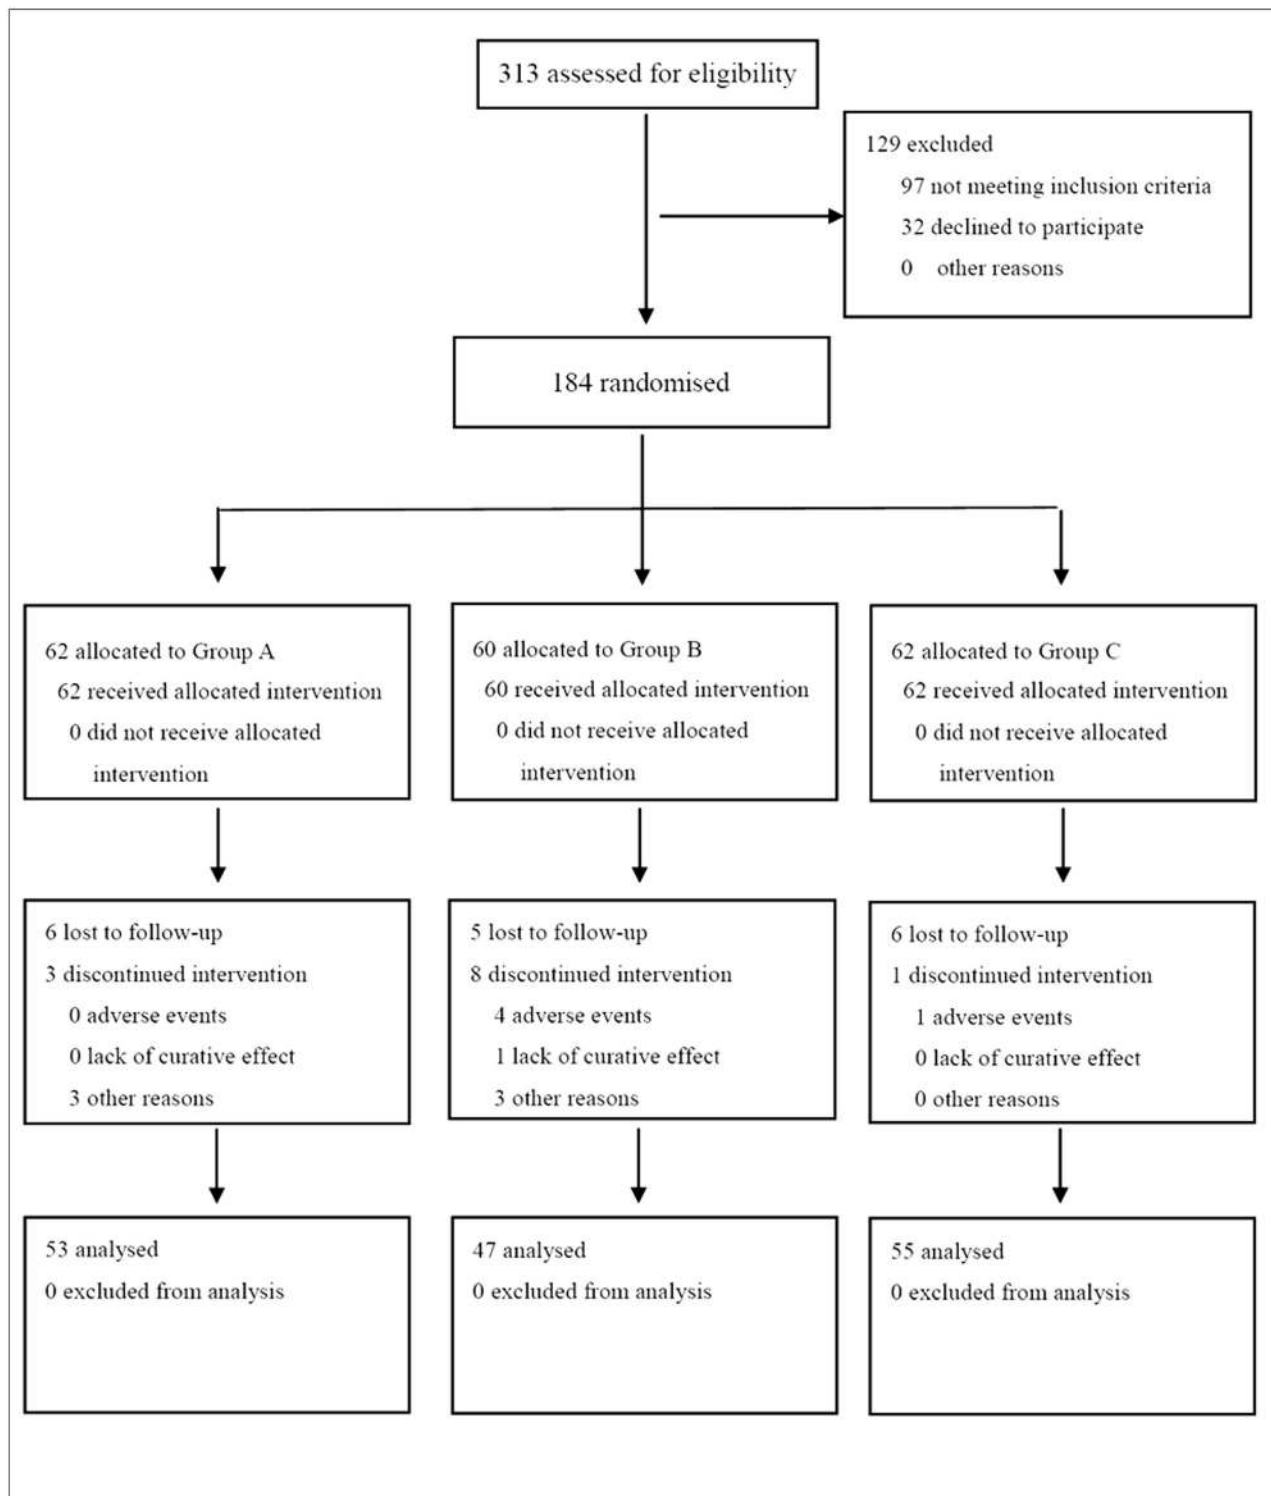 313 assessed for eligibility
129 excluded
97 not meeting inclusion criteria
32 declined to participate
0 other reasons
184 randomised
62 allocated to Group A
62 received allocated intervention
0 did not receive allocated
intervention
60 allocated to Group B
60 received allocated intervention
0 did not receive allocated
intervention
62 allocated to Group C
62 received allocated intervention
0 did not receive allocated
intervention
6 lost to follow-up
3 discontinued intervention
0 adverse events
0 lack of curative effect
3 other reasons
5 lost to follow-up
8 discontinued intervention
4 adverse events
1 lack of curative effect
3 other reasons
6 lost to follow-up
1 discontinued intervention
1 adverse events
0 lack of curative effect
0 other reasons
53 analysed
0 excluded from analysis
47 analysed
0 excluded from analysis
55 analysed
0 excluded from analysis